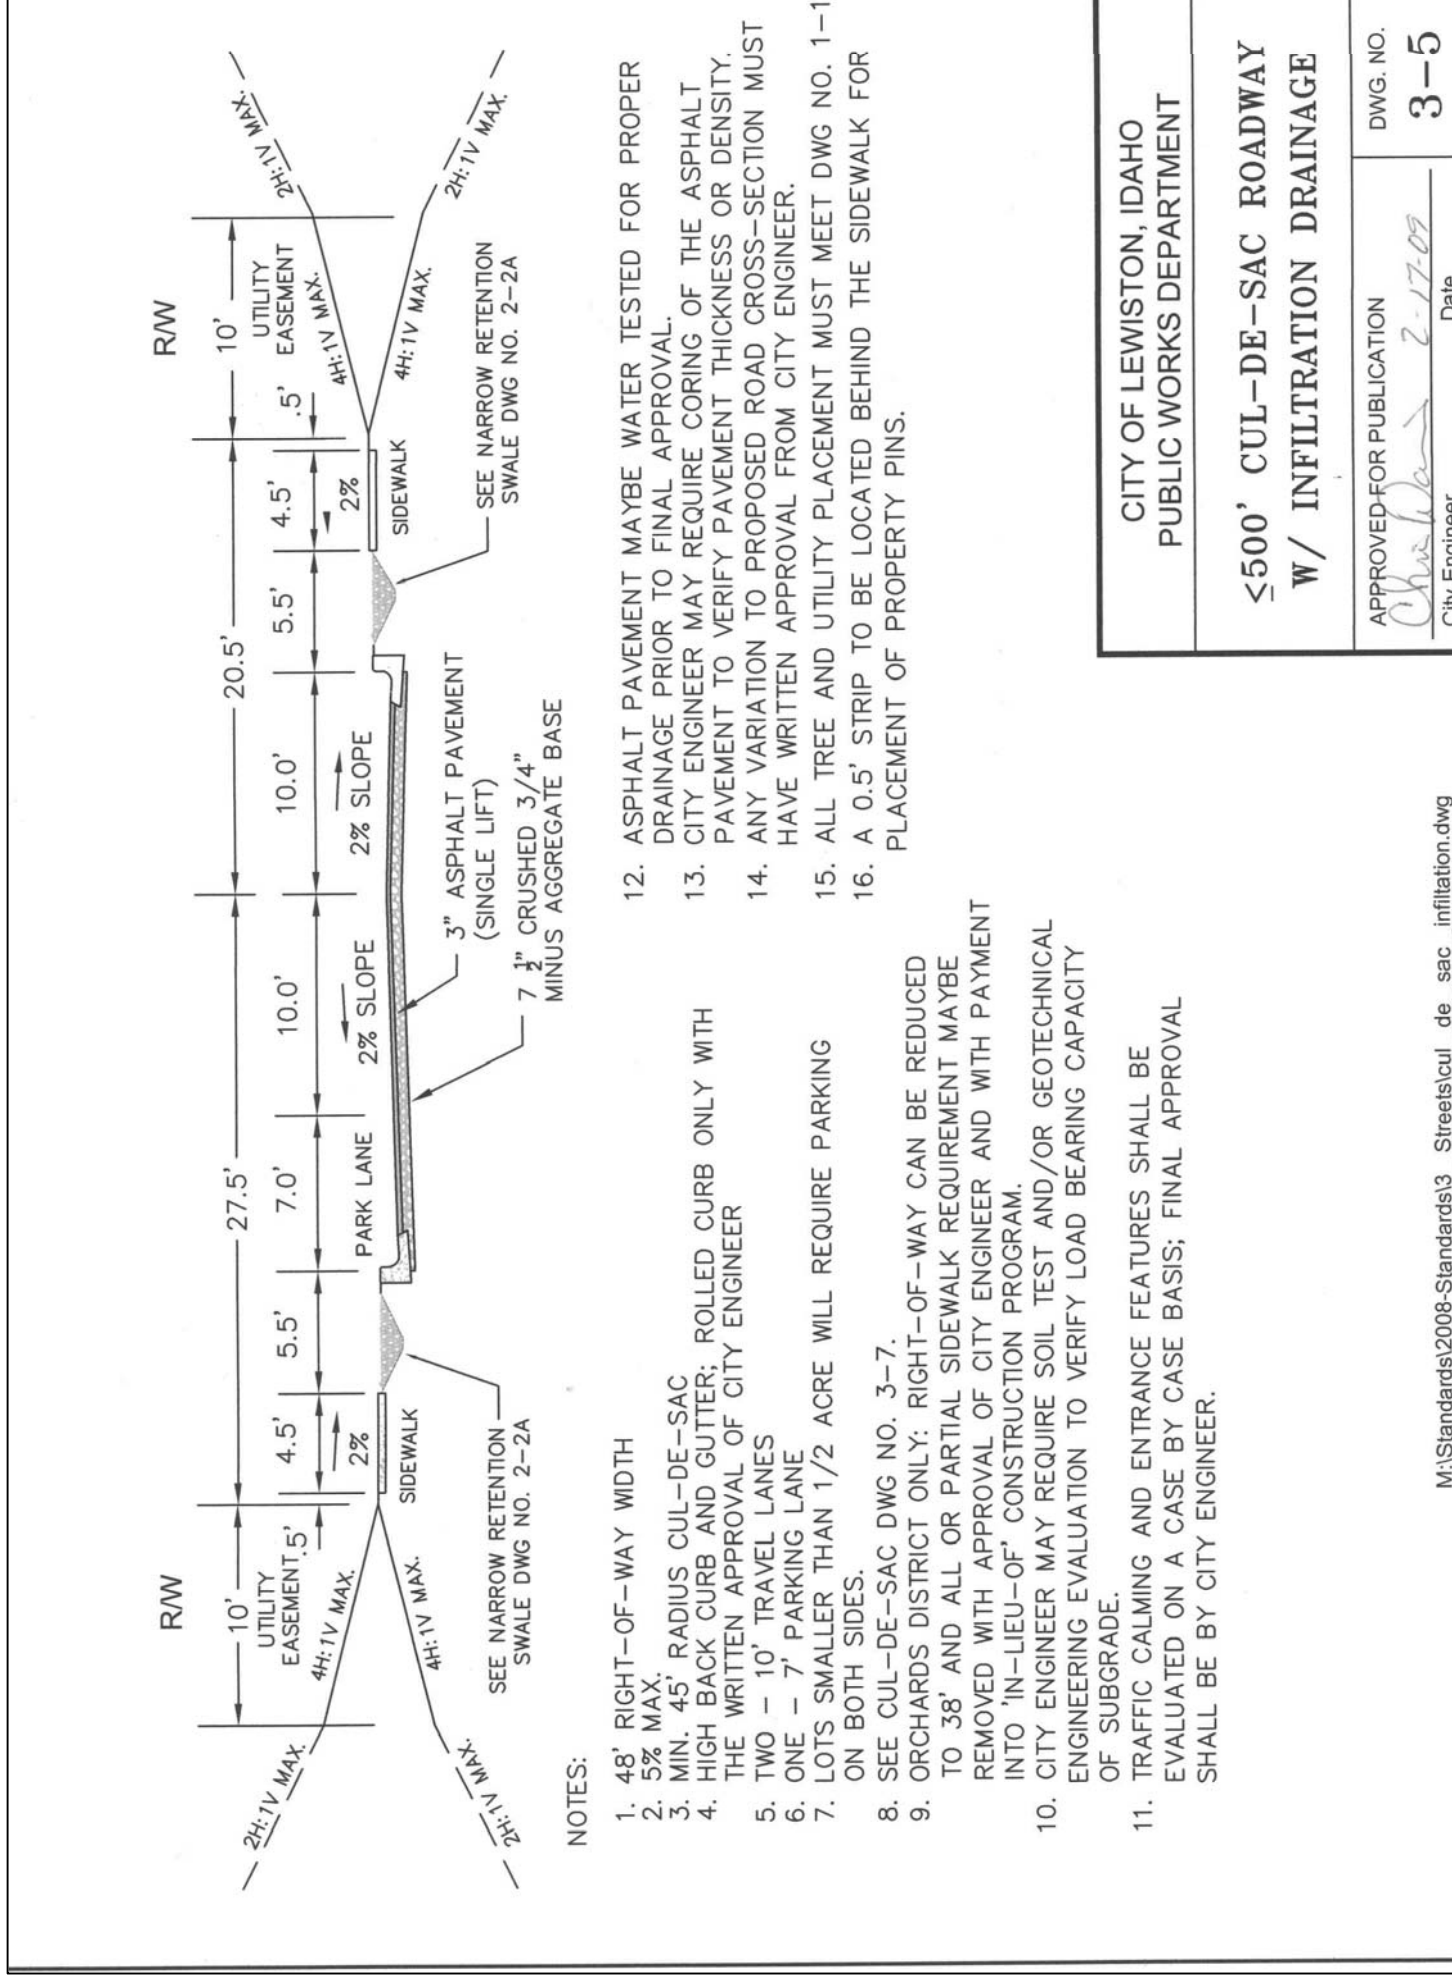 R/W
R/W
10'
27.5'
20.5'
10'
UTILITY
EASEMENT
.5'
4.5'
5.5'
7.0'
10.0'
10.0'
5.5'
4.5'
.5'
UTILITY
EASEMENT
2H:1V MAX.
4H:1V MAX.
2%
PARK LANE
2% SLOPE
2% SLOPE
2%
4H:1V MAX.
2H:1V MAX.
SIDEWALK
SIDEWALK
2H:1V MAX.
4H:1V MAX.
4H:1V MAX.
2H:1V MAX.
SEE NARROW RETENTION
SWALE DWG NO. 2-2A
3" ASPHALT PAVEMENT
(SINGLE LIFT)
7 1/2" CRUSHED 3/4"
MINUS AGGREGATE BASE
SEE NARROW RETENTION
SWALE DWG NO. 2-2A
NOTES:
1. 48' RIGHT-OF-WAY WIDTH
2. 5% MAX.
3. MIN. 45' RADIUS CUL-DE-SAC
4. HIGH BACK CURB AND GUTTER; ROLLED CURB ONLY WITH
THE WRITTEN APPROVAL OF CITY ENGINEER
5. TWO - 10' TRAVEL LANES
6. ONE - 7' PARKING LANE
7. LOTS SMALLER THAN 1/2 ACRE WILL REQUIRE PARKING
ON BOTH SIDES.
8. SEE CUL-DE-SAC DWG NO. 3-7.
9. ORCHARDS DISTRICT ONLY: RIGHT-OF-WAY CAN BE REDUCED
TO 38' AND ALL OR PARTIAL SIDEWALK REQUIREMENT MAYBE
REMOVED WITH APPROVAL OF CITY ENGINEER AND WITH PAYMENT
INTO 'IN-LIEU-OF' CONSTRUCTION PROGRAM.
10. CITY ENGINEER MAY REQUIRE SOIL TEST AND/OR GEOTECHNICAL
ENGINEERING EVALUATION TO VERIFY LOAD BEARING CAPACITY
OF SUBGRADE.
11. TRAFFIC CALMING AND ENTRANCE FEATURES SHALL BE
EVALUATED ON A CASE BY CASE BASIS; FINAL APPROVAL
SHALL BE BY CITY ENGINEER.
12. ASPHALT PAVEMENT MAYBE WATER TESTED FOR PROPER
DRAINAGE PRIOR TO FINAL APPROVAL.
13. CITY ENGINEER MAY REQUIRE CORING OF THE ASPHALT
PAVEMENT TO VERIFY PAVEMENT THICKNESS OR DENSITY.
14. ANY VARIATION TO PROPOSED ROAD CROSS-SECTION MUST
HAVE WRITTEN APPROVAL FROM CITY ENGINEER.
15. ALL TREE AND UTILITY PLACEMENT MUST MEET DWG NO. 1-1
16. A 0.5' STRIP TO BE LOCATED BEHIND THE SIDEWALK FOR
PLACEMENT OF PROPERTY PINS.
CITY OF LEWISTON, IDAHO
PUBLIC WORKS DEPARTMENT
≤500' CUL-DE-SAC ROADWAY
W/ INFILTRATION DRAINAGE
APPROVED FOR PUBLICATION
2-17-09
City Engineer Date
DWG. NO.
3-5
M:\Standards\2008-Standards\3 Streets\cul de sac infiltation.dwg